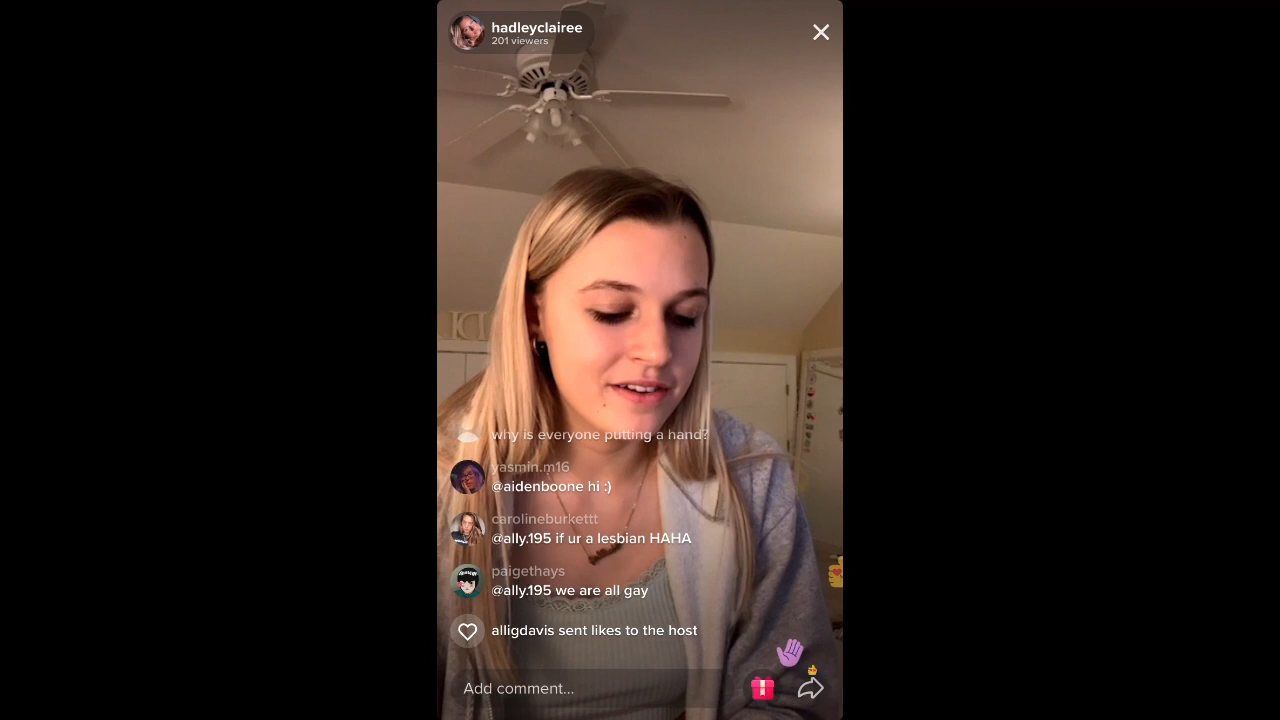 hadleyclairee
201 viewers
why is everyone putting a hand?
yasmin.m16
@aidenboone hi :)
carolineburkettt
@ally.195 if ur a lesbian HAHA
paigethays
@ally.195 we are all gay
alligdavis sent likes to the host
Add comment...